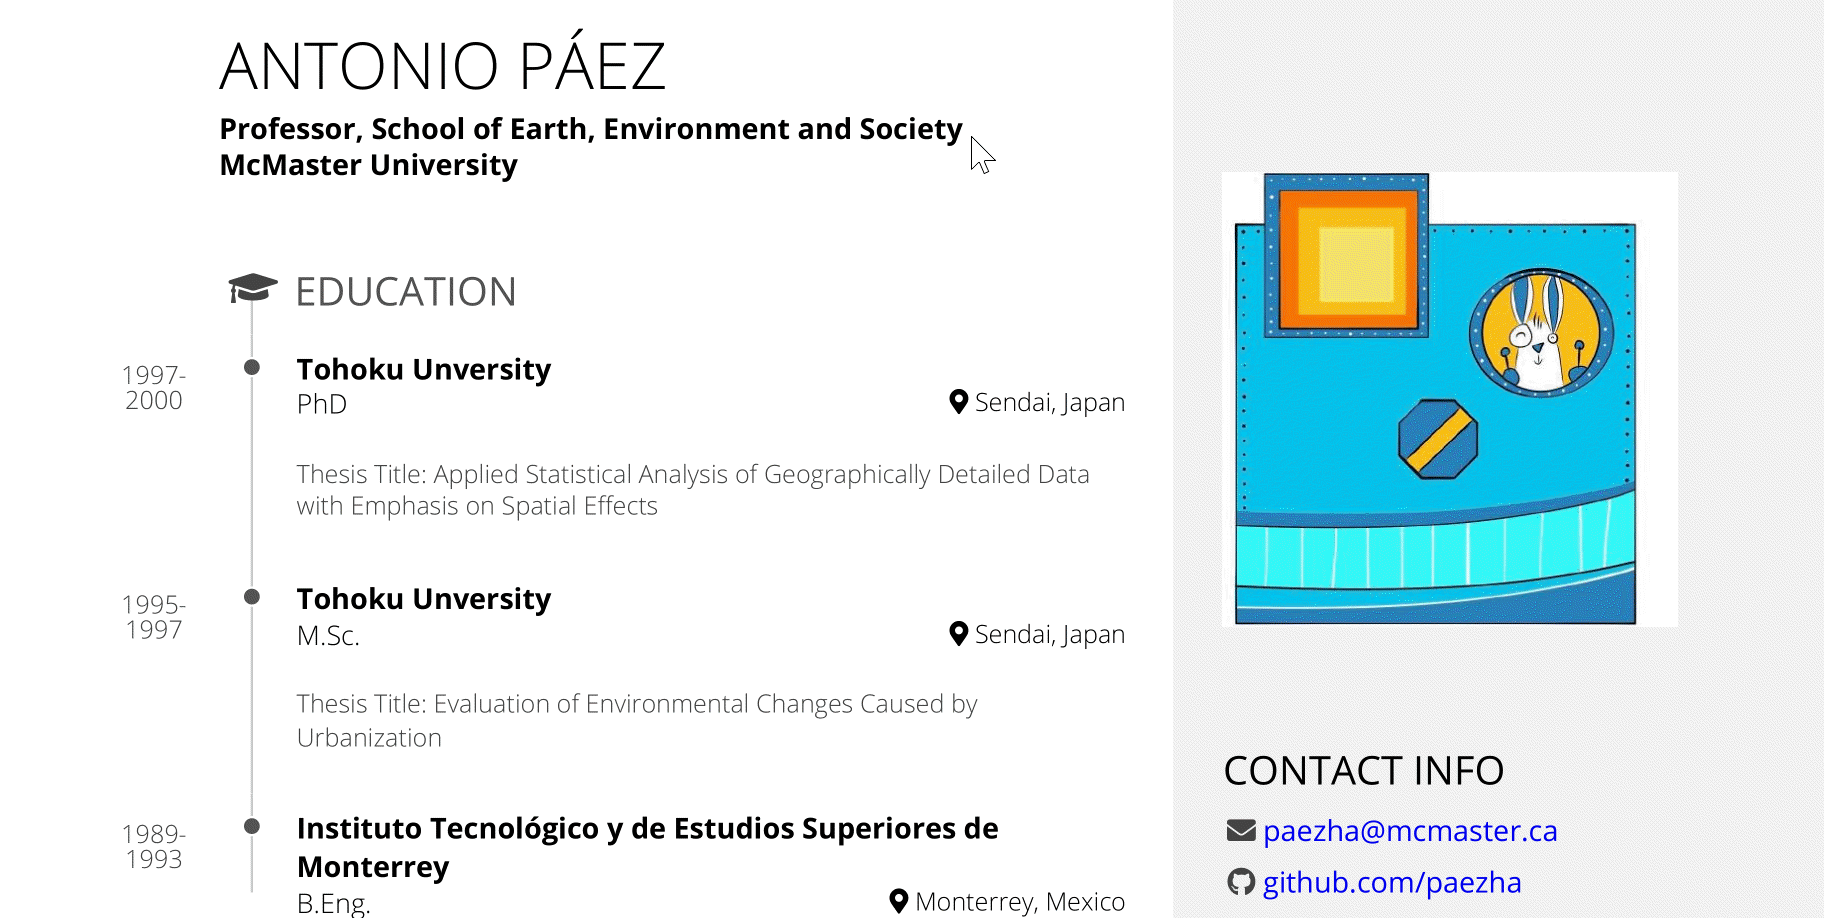 ANTONIO PÁEZ
Professor, School of Earth, Environment and Society
McMaster University
EDUCATION
1997-
2000
Tohoku Unversity
PhD
Sendai, Japan
Thesis Title: Applied Statistical Analysis of Geographically Detailed Data
with Emphasis on Spatial Effects
1995-
1997
Tohoku Unversity
M.Sc.
Sendai, Japan
Thesis Title: Evaluation of Environmental Changes Caused by
Urbanization
1989-
1993
Instituto Tecnológico y de Estudios Superiores de
Monterrey
B.Eng.
Monterrey, Mexico
CONTACT INFO
paezha@mcmaster.ca
github.com/paezha